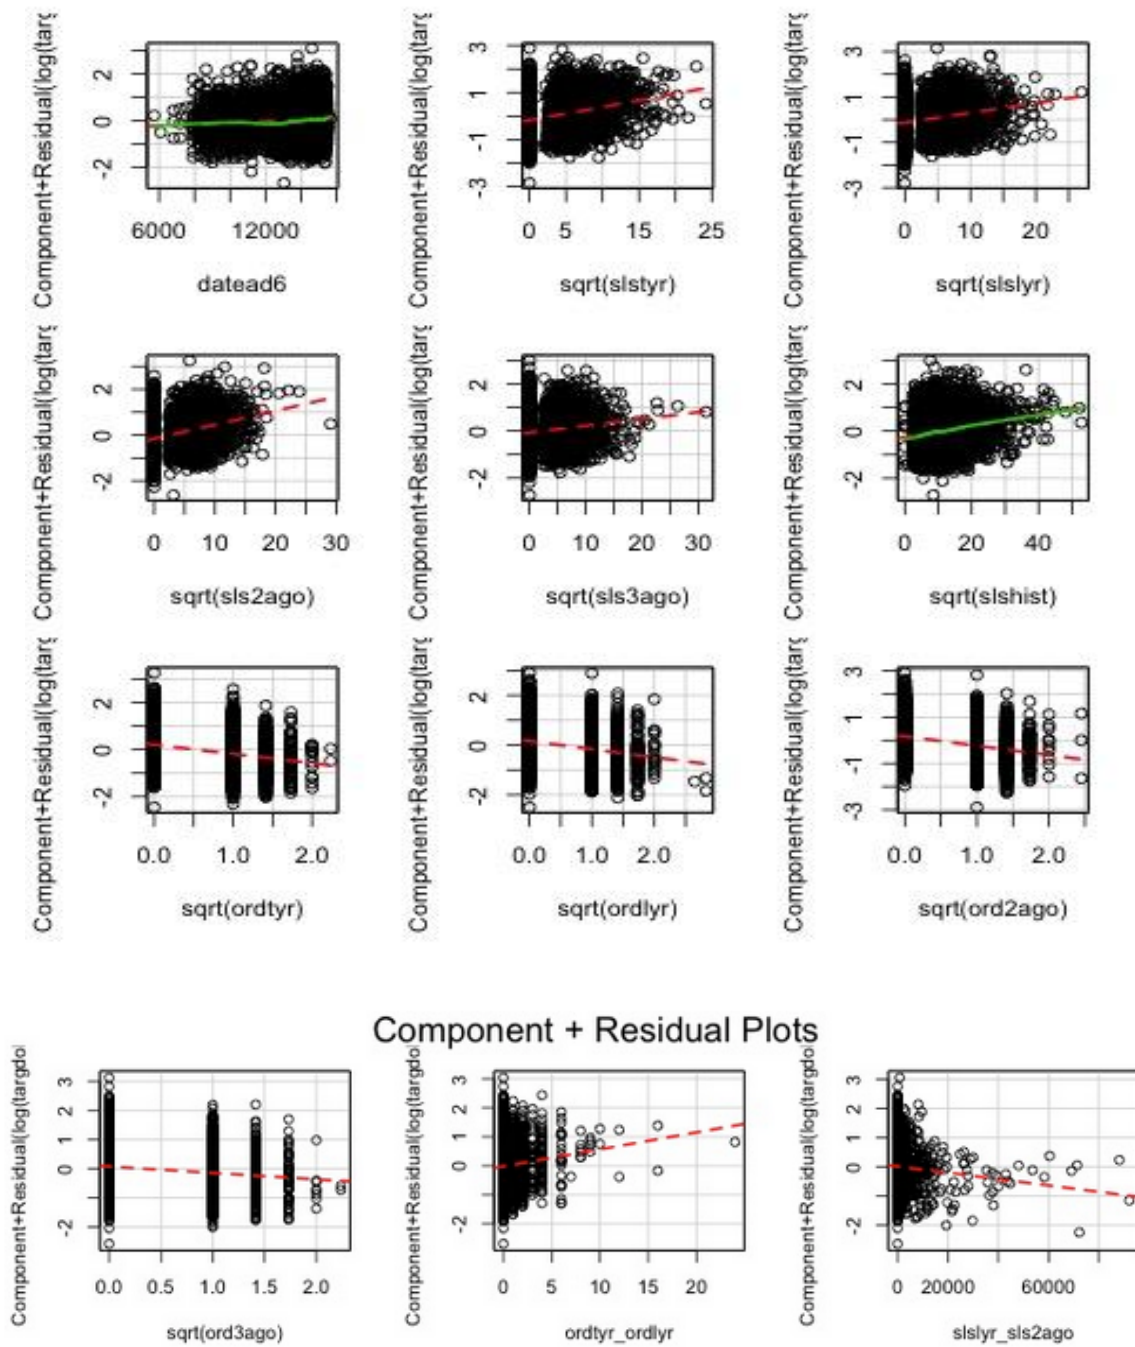 Component+Residual(log(targ Component+Residual(log(targ Component+Residual(log(targ
2 3 3
0 1 1
-2 -1 -1
-3 -3
6000 12000 0 5 15 25 0 10 20
datead6 sqrt(slstyr) sqrt(slslyr)
Component+Residual(log(targ Component+Residual(log(targ Component+Residual(log(targ
2 2 2
0 0 0
-2 -2 -2
0 10 20 30 0 10 20 30 0 20 40
sqrt(sls2ago) sqrt(sls3ago) sqrt(slshist)
Component+Residual(log(targ Component+Residual(log(targ Component+Residual(log(targ
2 2 3
0 0 1
-2 -2 -1
-3
0.0 1.0 2.0 0.0 1.0 2.0 0.0 1.0 2.0
sqrt(ordtyr) sqrt(ordlyr) sqrt(ord2ago)
Component + Residual Plots
Component+Residual(log(targdol Component+Residual(log(targdol Component+Residual(log(targdol
3 3 3
2 2 2
1 1 1
0 0 0
-2 -2 -2
0.0 0.5 1.0 1.5 2.0 0 5 10 15 20 0 20000 60000
sqrt(ord3ago) ordtyr_ordlyr slslyr_sls2ago